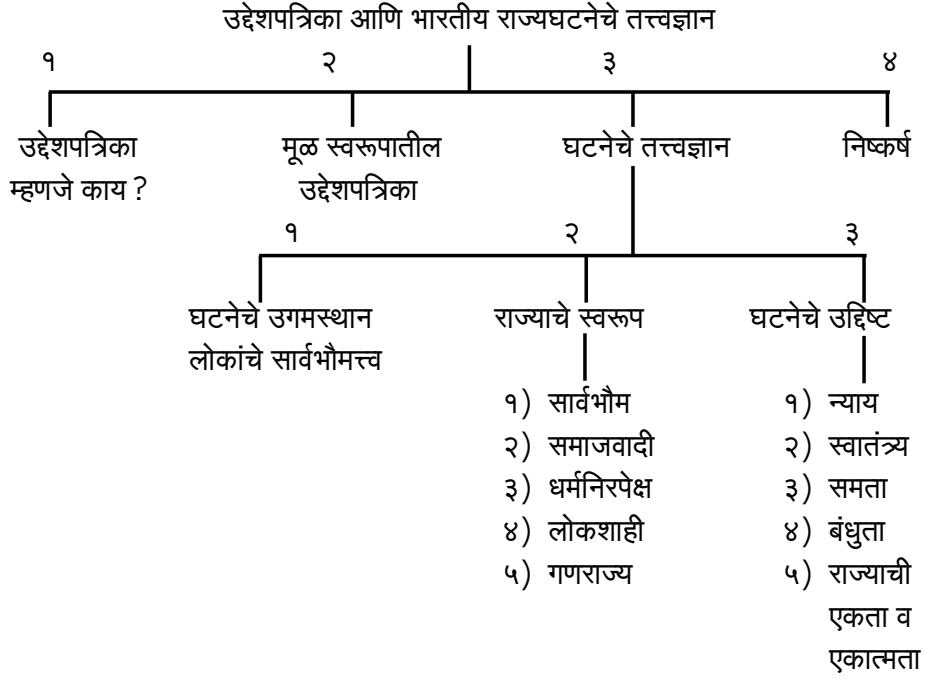 उद्देशपत्रिका आणि भारतीय राज्यघटनेचे तत्त्वज्ञान
१ २ ३ ४
उद्देशपत्रिका मूळ स्वरूपातील घटनेचे तत्त्वज्ञान निष्कर्ष
म्हणजे काय ? उद्देशपत्रिका
१ २ ३
घटनेचे उगमस्थान राज्याचे स्वरूप घटनेचे उद्दिष्ट
लोकांचे सार्वभौमत्त्व
१) सार्वभौम १) न्याय
२) समाजवादी २) स्वातंत्र्य
३) धर्मनिरपेक्ष ३) समता
४) लोकशाही ४) बंधुता
५) गणराज्य ५) राज्याची
एकता व
एकात्मता